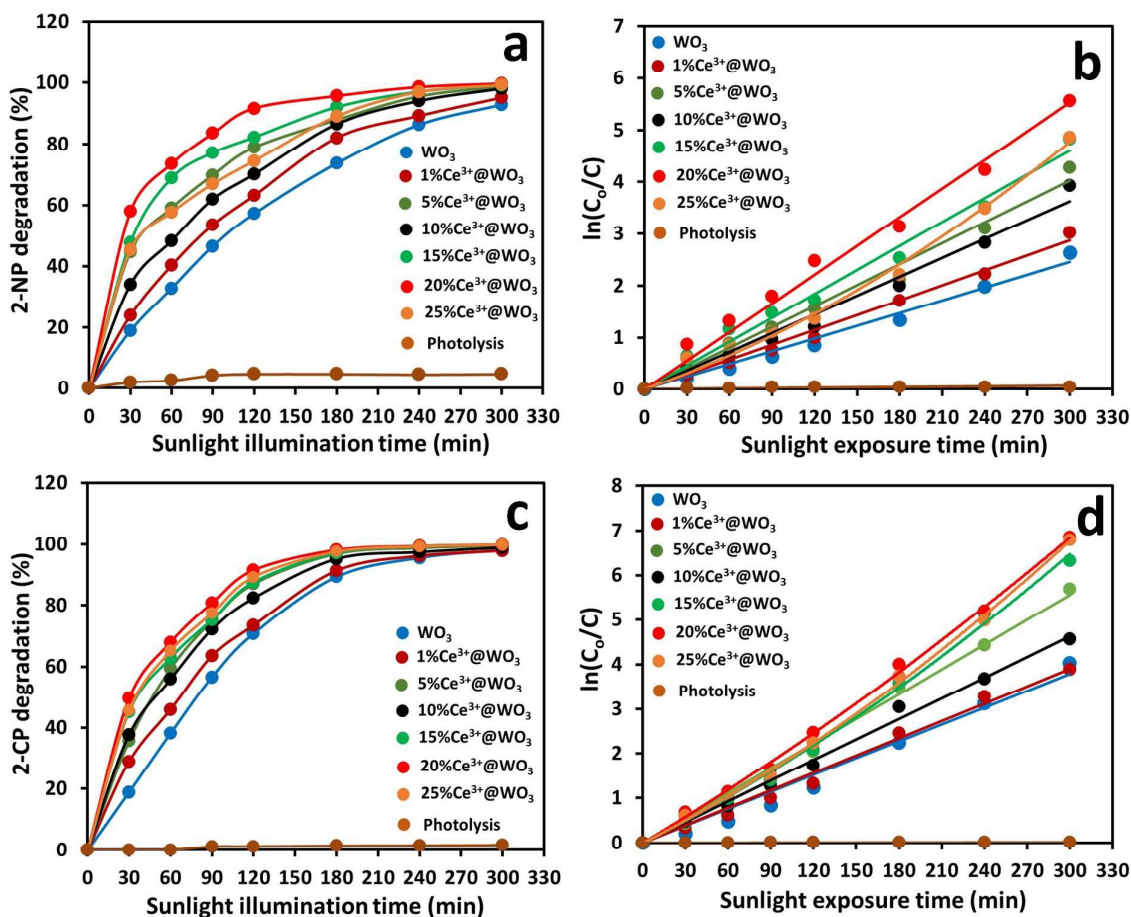 a
2-NP degradation (%)
120
100
80
60
40
20
0
WO₃
1%Ce³⁺@WO₃
5%Ce³⁺@WO₃
10%Ce³⁺@WO₃
15%Ce³⁺@WO₃
20%Ce³⁺@WO₃
25%Ce³⁺@WO₃
Photolysis
0 30 60 90 120 150 180 210 240 270 300 330
Sunlight illumination time (min)
b
ln(Cₒ/C)
7
6
5
4
3
2
1
0
WO₃
1%Ce³⁺@WO₃
5%Ce³⁺@WO₃
10%Ce³⁺@WO₃
15%Ce³⁺@WO₃
20%Ce³⁺@WO₃
25%Ce³⁺@WO₃
Photolysis
0 30 60 90 120 150 180 210 240 270 300 330
Sunlight exposure time (min)
c
2-CP degradation (%)
120
100
80
60
40
20
0
WO₃
1%Ce³⁺@WO₃
5%Ce³⁺@WO₃
10%Ce³⁺@WO₃
15%Ce³⁺@WO₃
20%Ce³⁺@WO₃
25%Ce³⁺@WO₃
Photolysis
0 30 60 90 120 150 180 210 240 270 300 330
Sunlight illumination time (min)
d
ln(Cₒ/C)
8
7
6
5
4
3
2
1
0
WO₃
1%Ce³⁺@WO₃
5%Ce³⁺@WO₃
10%Ce³⁺@WO₃
15%Ce³⁺@WO₃
20%Ce³⁺@WO₃
25%Ce³⁺@WO₃
Photolysis
0 30 60 90 120 150 180 210 240 270 300 330
Sunlight exposure time (min)